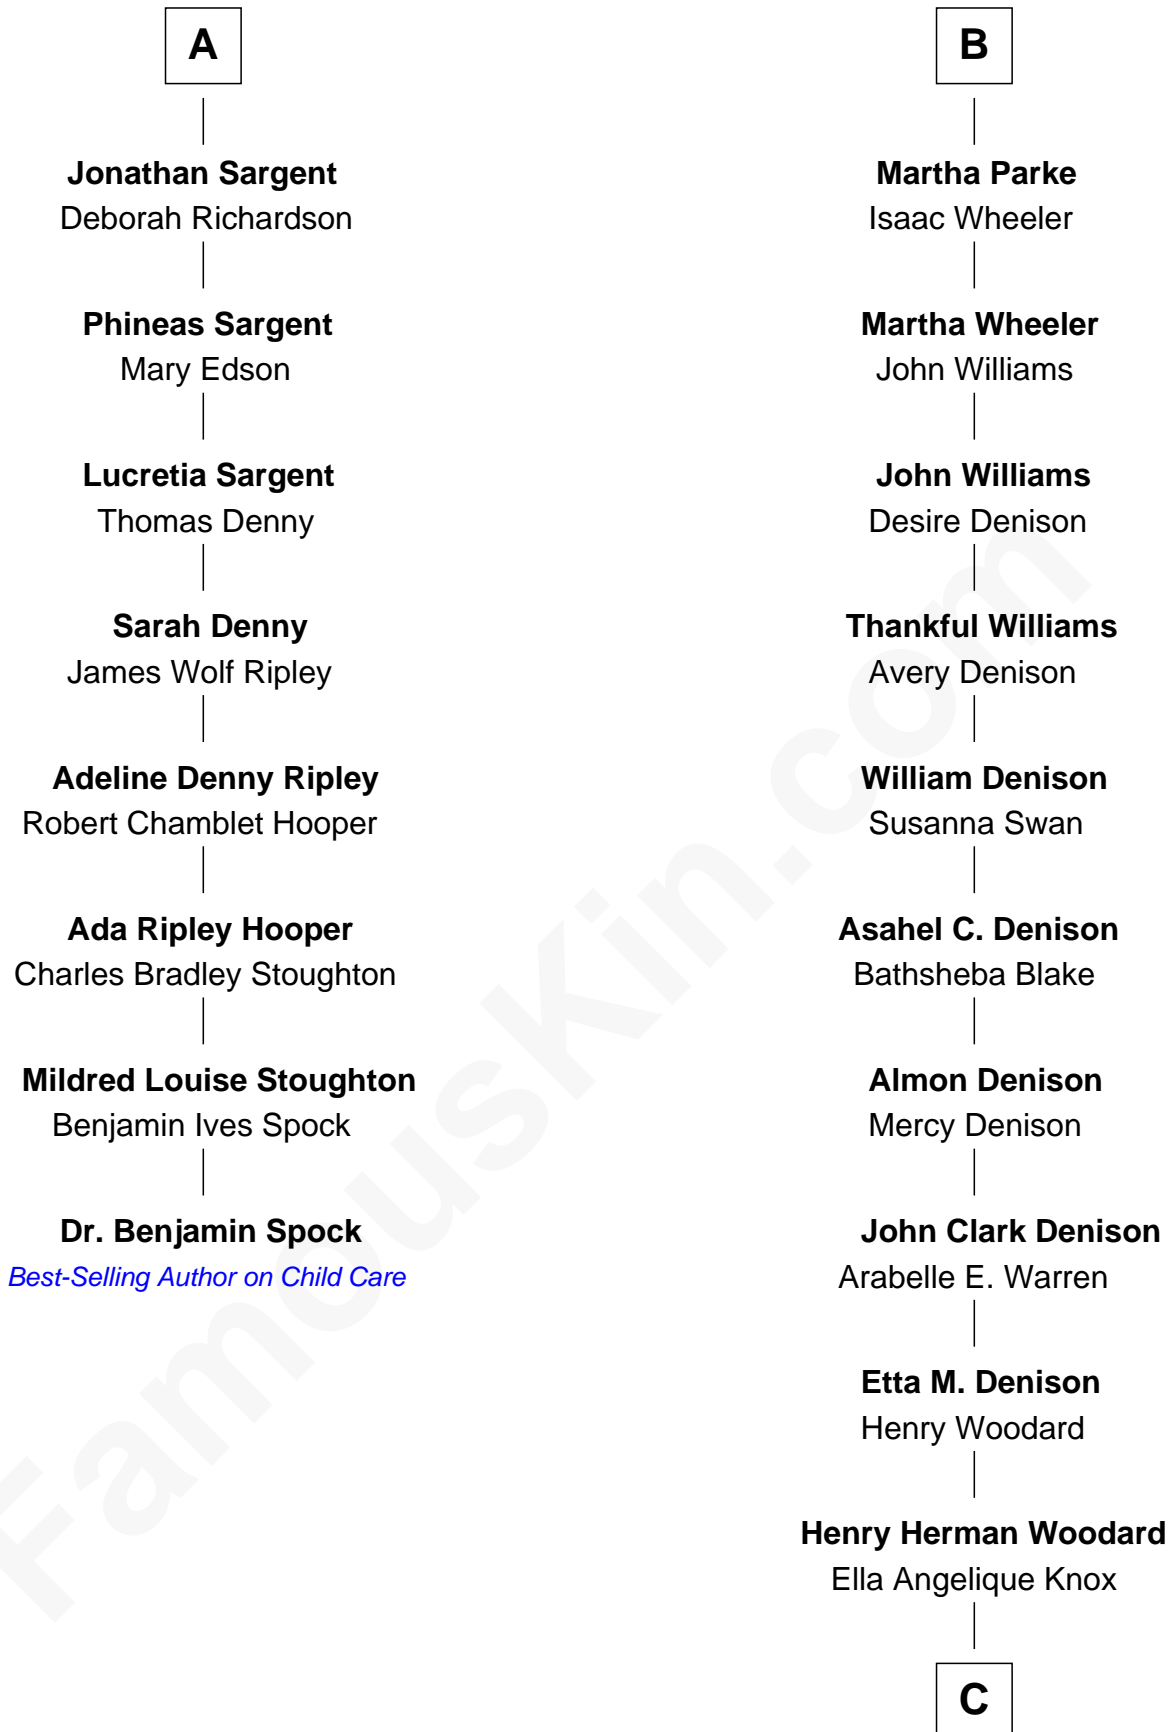 A
Jonathan Sargent
Deborah Richardson
Phineas Sargent
Mary Edson
Lucretia Sargent
Thomas Denny
Sarah Denny
James Wolf Ripley
Adeline Denny Ripley
Robert Chamblet Hooper
Ada Ripley Hooper
Charles Bradley Stoughton
Mildred Louise Stoughton
Benjamin Ives Spock
Dr. Benjamin Spock
Best-Selling Author on Child Care
B
Martha Parke
Isaac Wheeler
Martha Wheeler
John Williams
John Williams
Desire Denison
Thankful Williams
Avery Denison
William Denison
Susanna Swan
Asahel C. Denison
Bathsheba Blake
Almon Denison
Mercy Denison
John Clark Denison
Arabelle E. Warren
Etta M. Denison
Henry Woodard
Henry Herman Woodard
Ella Angelique Knox
C
FamousKin.com